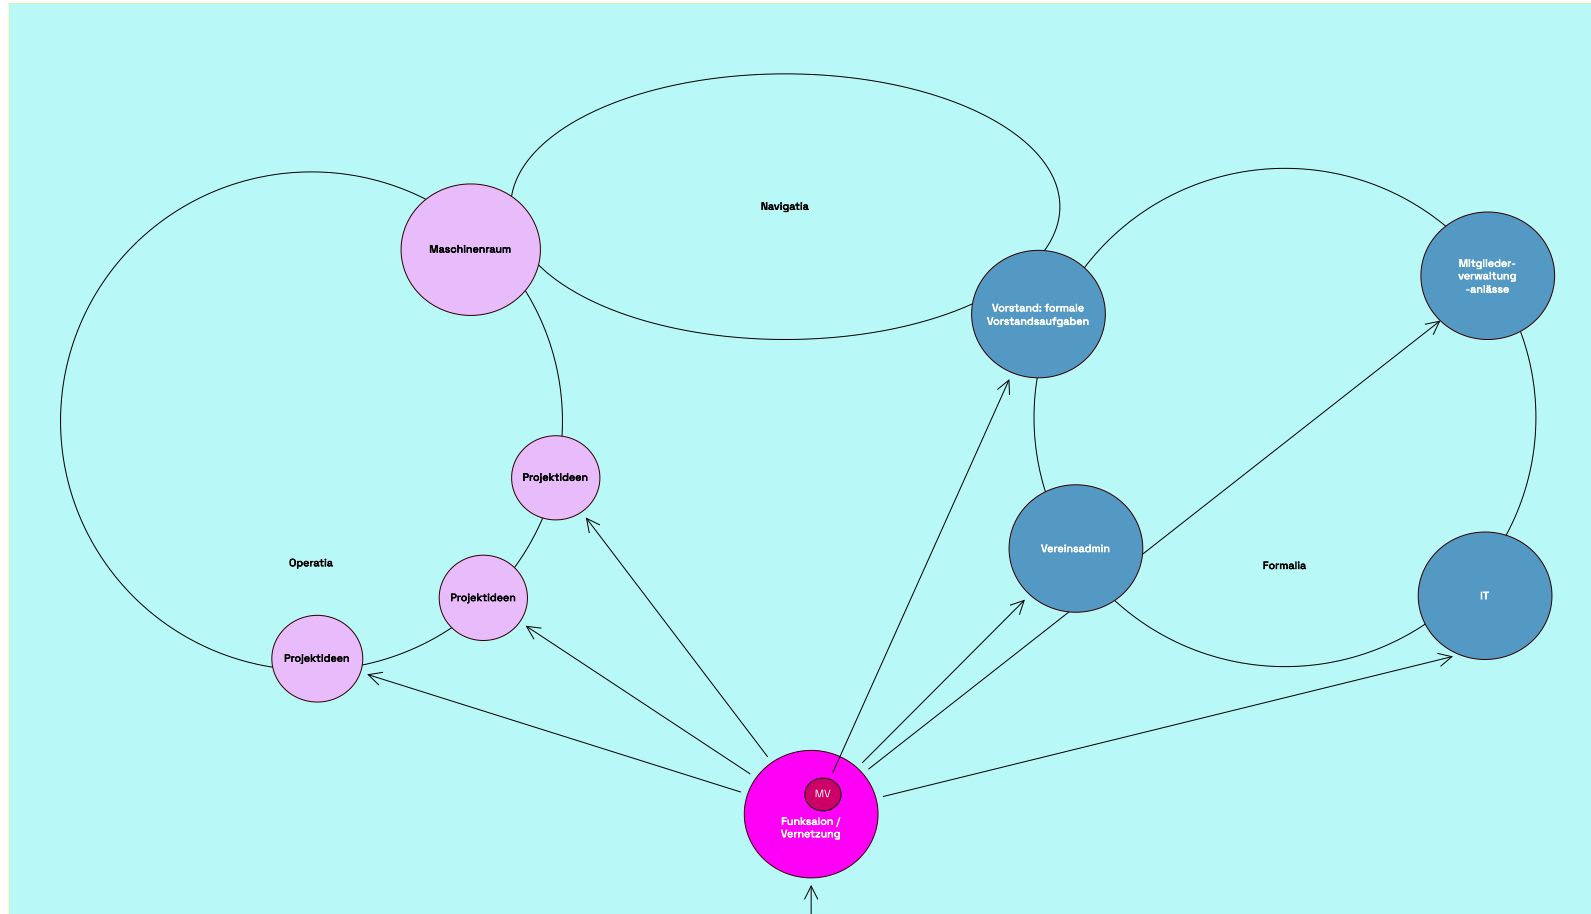 Navigatia
Maschinenraum
Mitglieder-
verwaltung
-anlässe
Vorstand: formale
Vorstandsaufgaben
Projektideen
Vereinsadmin
Operatia
Formalia
Projektideen
IT
Projektideen
MV
Funksalon /
Vernetzung